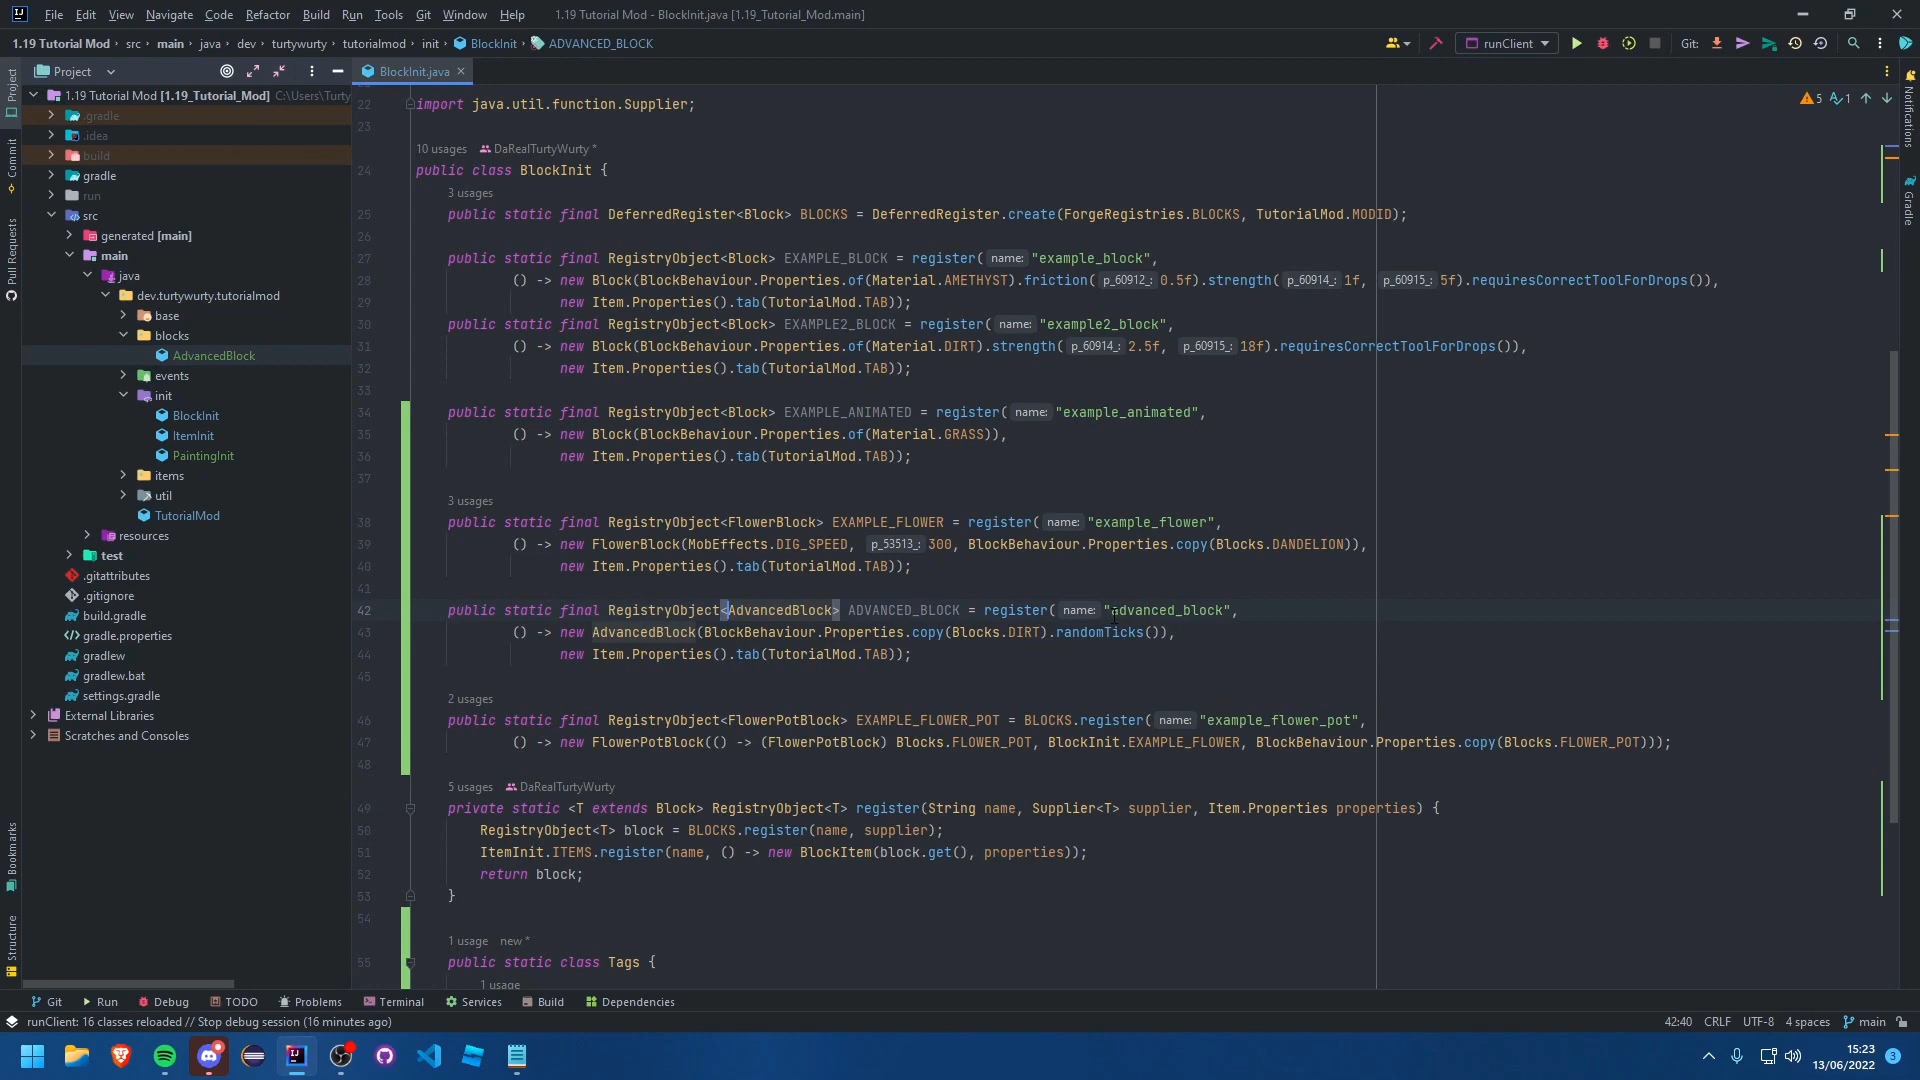 File Edit View Navigate Code Refactor Build Run Tools Git Window Help 1.19 Tutorial Mod - BlockInit.java [1.19_Tutorial_Mod.main]
1.19 Tutorial Mod › src › main › java › dev › turtywurty › tutorialmod › init › BlockInit › ADVANCED_BLOCK runClient Git:
Project
BlockInit.java
1.19 Tutorial Mod [1.19_Tutorial_Mod] C:\Users\Turty
.gradle
.idea
build
gradle
run
src
generated [main]
main
java
dev.turtywurty.tutorialmod
base
blocks
AdvancedBlock
events
init
BlockInit
ItemInit
PaintingInit
items
util
TutorialMod
resources
test
.gitattributes
.gitignore
build.gradle
gradle.properties
gradlew
gradlew.bat
settings.gradle
External Libraries
Scratches and Consoles
Project
Commit
Pull Requests
Bookmarks
Structure
Notifications
Gradle
5 1
22 import java.util.function.Supplier;
23
10 usages DaRealTurtyWurty *
24 public class BlockInit {
3 usages
25 public static final DeferredRegister<Block> BLOCKS = DeferredRegister.create(ForgeRegistries.BLOCKS, TutorialMod.MODID);
26
27 public static final RegistryObject<Block> EXAMPLE_BLOCK = register( name: "example_block",
28 () -> new Block(BlockBehaviour.Properties.of(Material.AMETHYST).friction( p_60912_: 0.5f).strength( p_60914_: 1f, p_60915_: 5f).requiresCorrectToolForDrops()),
29 new Item.Properties().tab(TutorialMod.TAB));
30 public static final RegistryObject<Block> EXAMPLE2_BLOCK = register( name: "example2_block",
31 () -> new Block(BlockBehaviour.Properties.of(Material.DIRT).strength( p_60914_: 2.5f, p_60915_: 18f).requiresCorrectToolForDrops()),
32 new Item.Properties().tab(TutorialMod.TAB));
33
34 public static final RegistryObject<Block> EXAMPLE_ANIMATED = register( name: "example_animated",
35 () -> new Block(BlockBehaviour.Properties.of(Material.GRASS)),
36 new Item.Properties().tab(TutorialMod.TAB));
37
3 usages
38 public static final RegistryObject<FlowerBlock> EXAMPLE_FLOWER = register( name: "example_flower",
39 () -> new FlowerBlock(MobEffects.DIG_SPEED, p_53513_: 300, BlockBehaviour.Properties.copy(Blocks.DANDELION)),
40 new Item.Properties().tab(TutorialMod.TAB));
41
42 public static final RegistryObject<AdvancedBlock> ADVANCED_BLOCK = register( name: "advanced_block",
43 () -> new AdvancedBlock(BlockBehaviour.Properties.copy(Blocks.DIRT).randomTicks()),
44 new Item.Properties().tab(TutorialMod.TAB));
45
2 usages
46 public static final RegistryObject<FlowerPotBlock> EXAMPLE_FLOWER_POT = BLOCKS.register( name: "example_flower_pot",
47 () -> new FlowerPotBlock(() -> (FlowerPotBlock) Blocks.FLOWER_POT, BlockInit.EXAMPLE_FLOWER, BlockBehaviour.Properties.copy(Blocks.FLOWER_POT)));
48
5 usages DaRealTurtyWurty
49 private static <T extends Block> RegistryObject<T> register(String name, Supplier<T> supplier, Item.Properties properties) {
50 RegistryObject<T> block = BLOCKS.register(name, supplier);
51 ItemInit.ITEMS.register(name, () -> new BlockItem(block.get(), properties));
52 return block;
53 }
54
1 usage new *
55 public static class Tags {
1 usage
Git Run Debug TODO Problems Terminal Services Build Dependencies
runClient: 16 classes reloaded // Stop debug session (16 minutes ago) 42:40 CRLF UTF-8 4 spaces main
15:23
13/06/2022
3